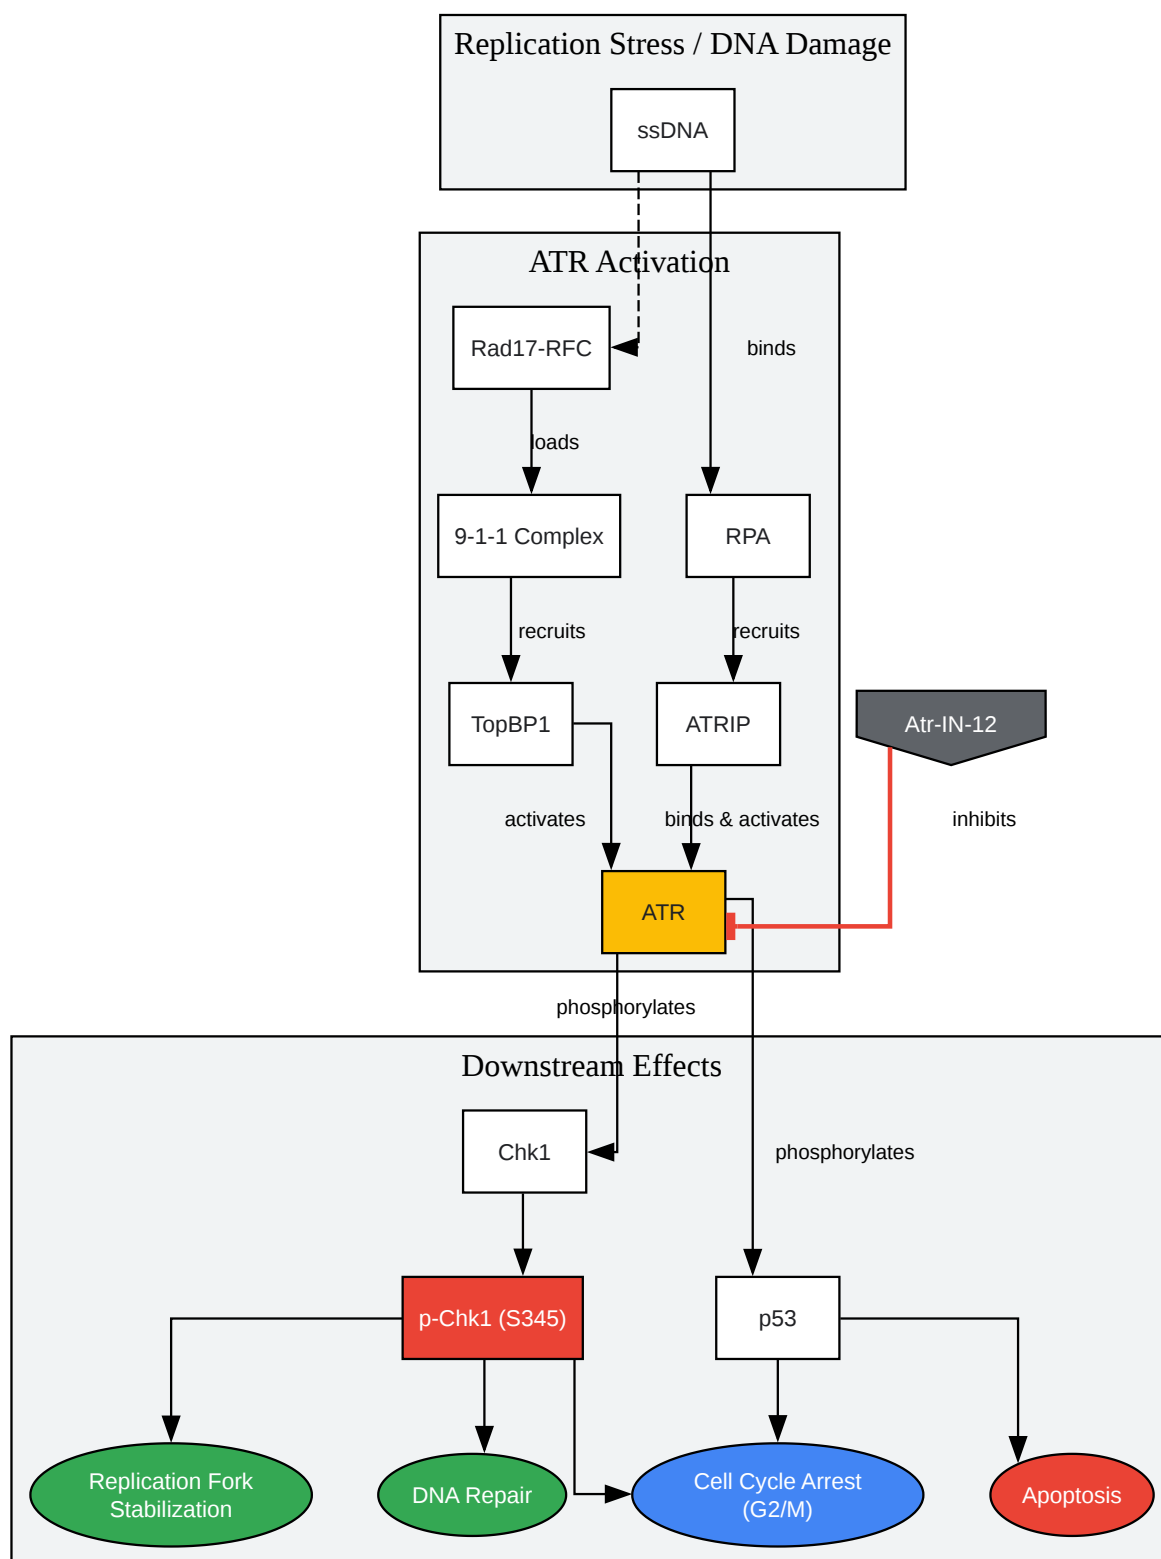 Replication Stress / DNA Damage
ssDNA
ATR Activation
Rad17-RFC
binds
loads
9-1-1 Complex
RPA
recruits
recruits
TopBP1
ATRIP
Atr-IN-12
activates
binds & activates
inhibits
ATR
phosphorylates
Downstream Effects
Chk1
phosphorylates
p-Chk1 (S345)
p53
Replication Fork
Stabilization
DNA Repair
Cell Cycle Arrest
(G2/M)
Apoptosis